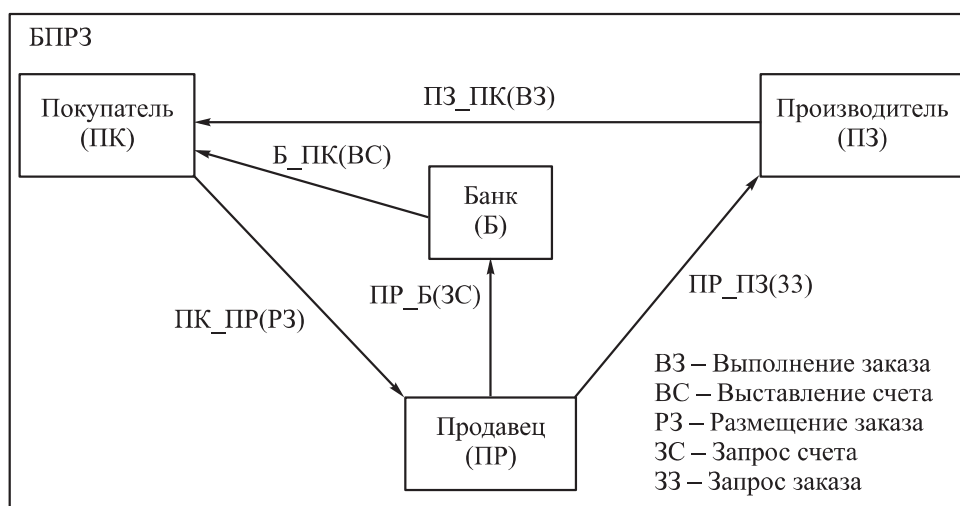 БПРЗ
Покупатель
(ПК)
ПЗ_ПК(ВЗ)
Производитель
(ПЗ)
Б_ПК(ВС)
Банк
(Б)
ПР_Б(ЗС)
ПР_ПЗ(33)
ПК_ПР(РЗ)
Продавец
(ПР)
ВЗ – Выполнение заказа
ВС – Выставление счета
РЗ – Размещение заказа
ЗС – Запрос счета
ЗЗ – Запрос заказа